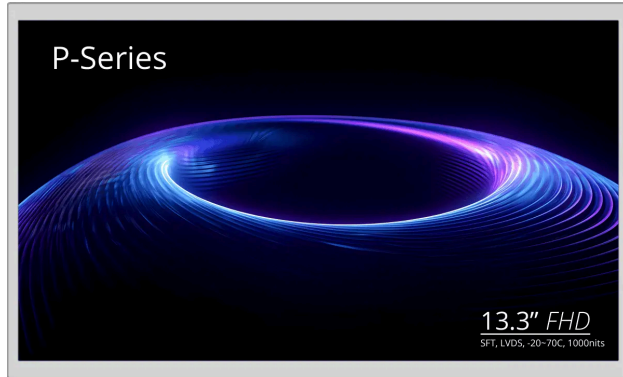 P-Series
13.3” FHD
SFT, LVDS, -20~70C, 1000nits